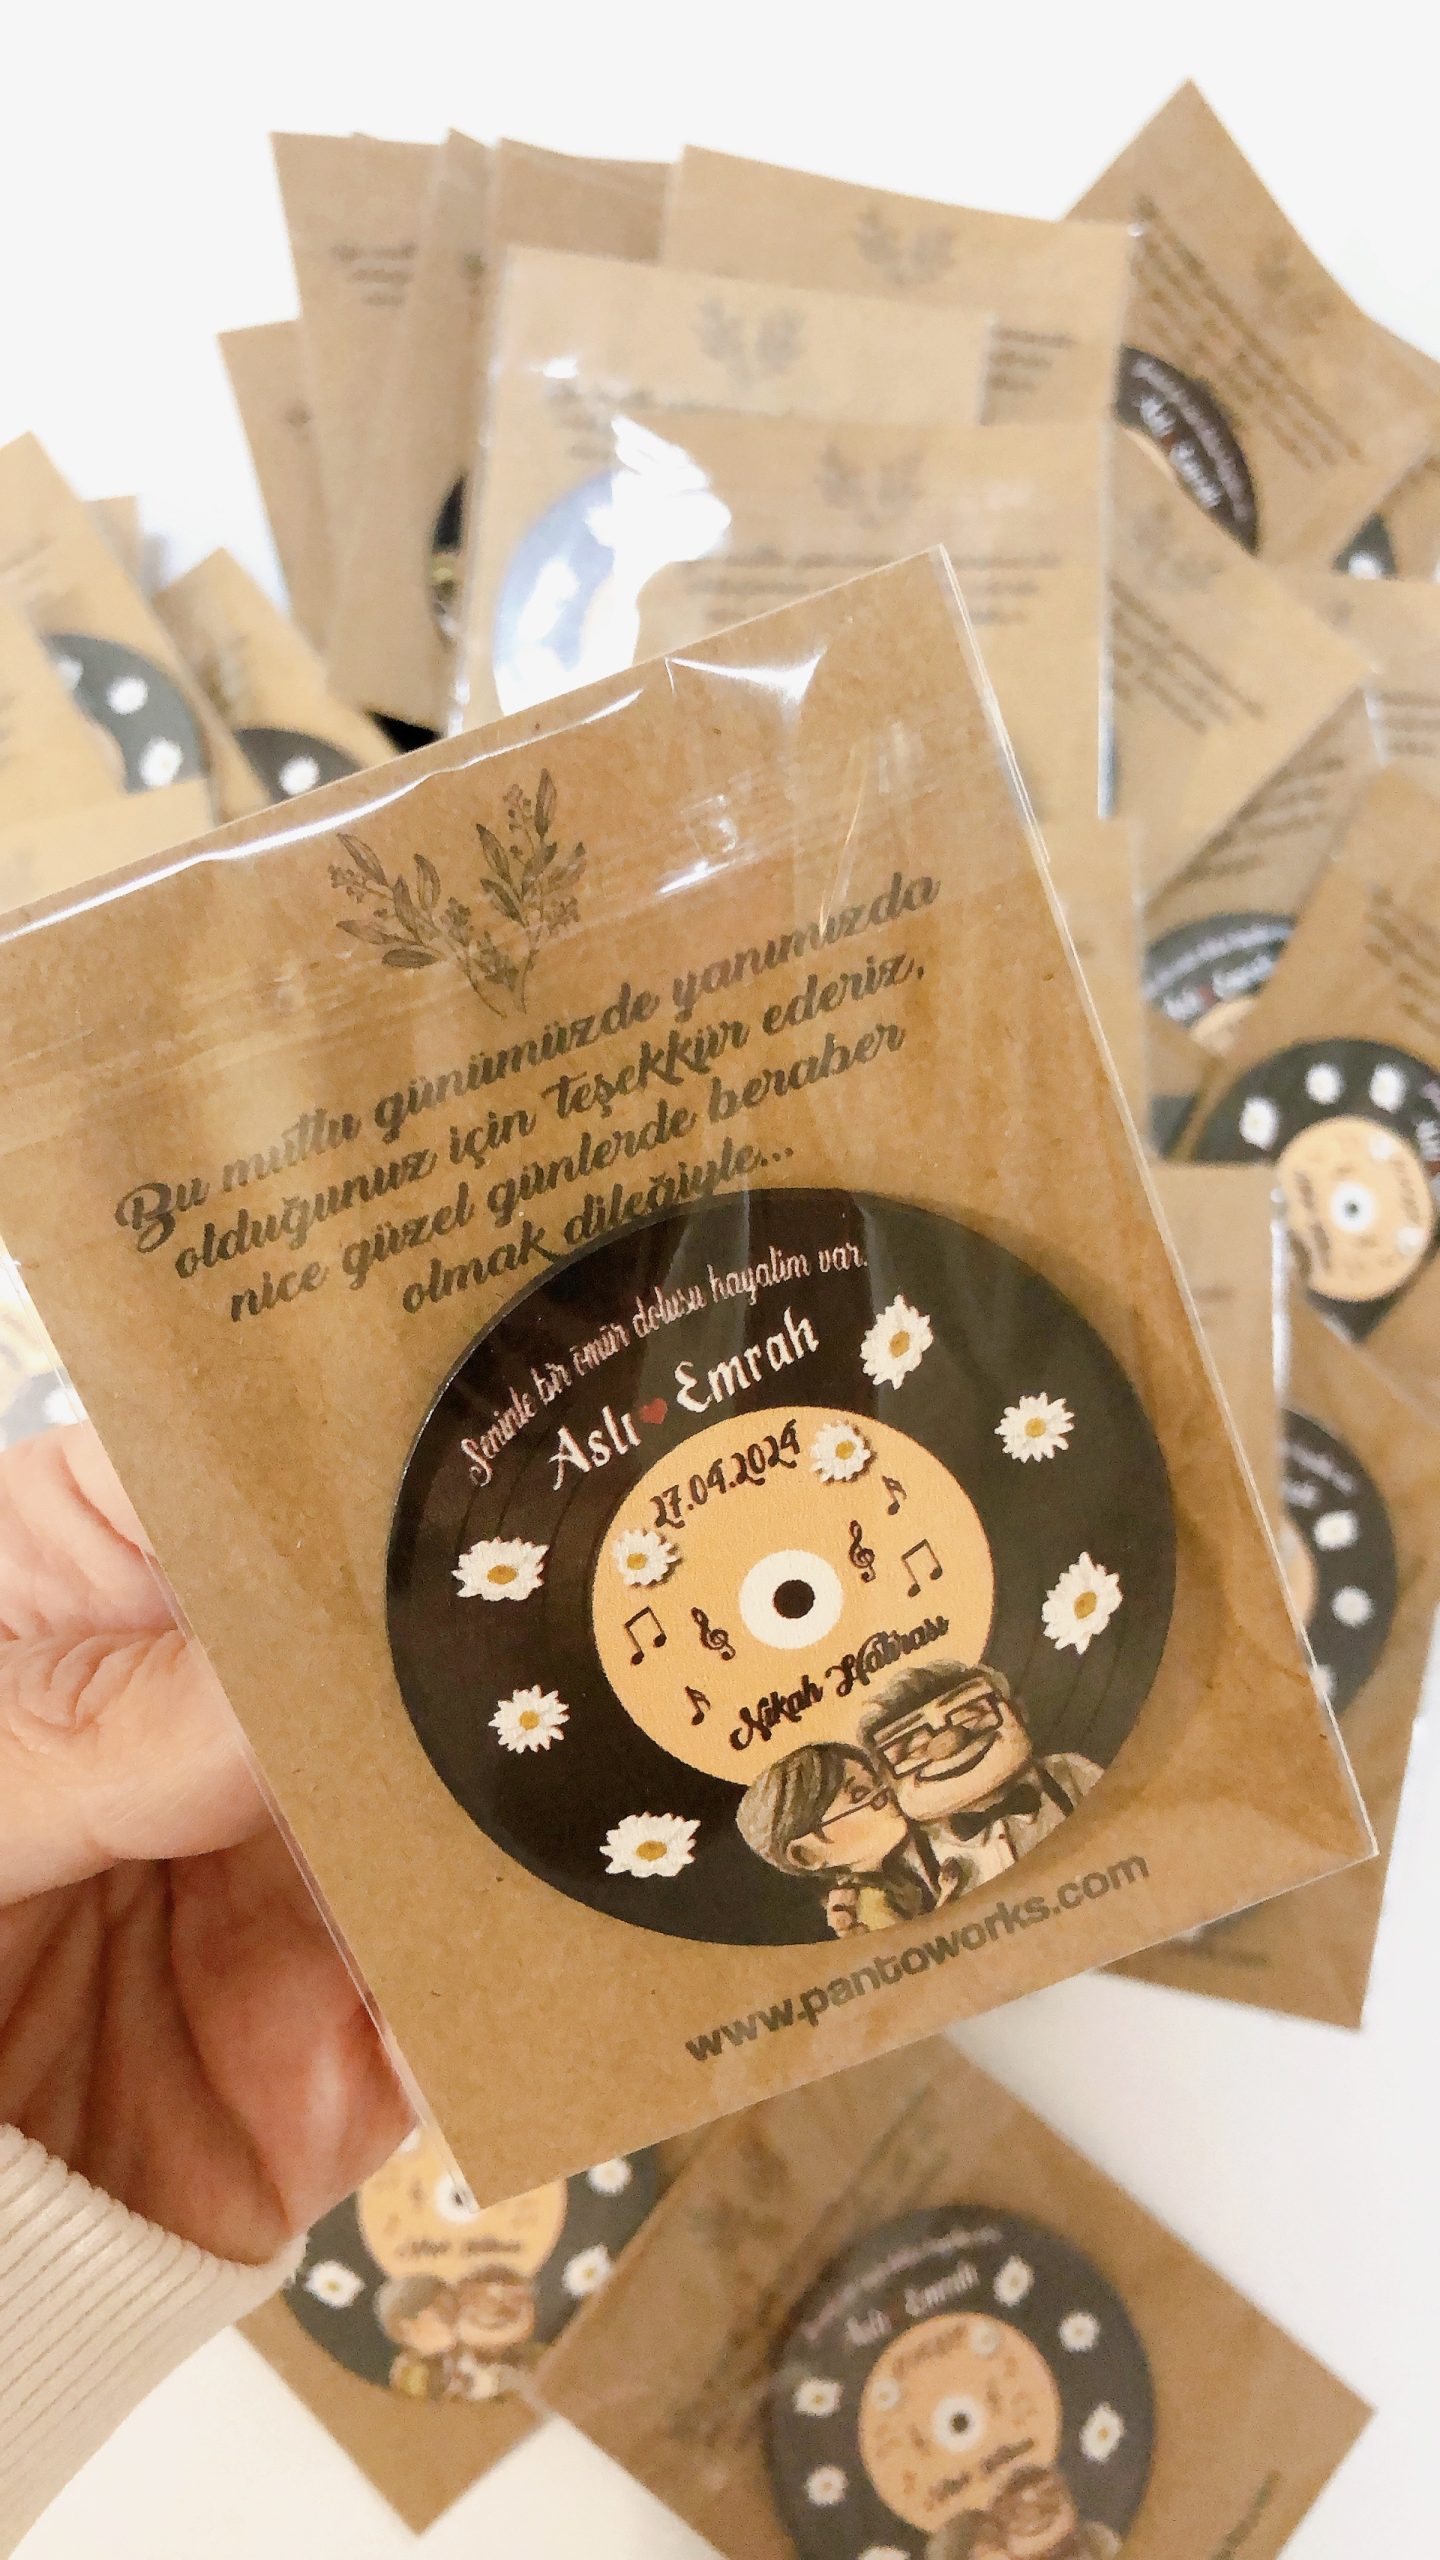 Bu mutlu günümüzde yanımızda
olduğunuz için teşekkür ederiz,
nice güzel günlerde beraber
olmak dileğiyle...
Seninle bir ömür dolusu hayalim var.
Aslı Emrah
27.04.2024
Nikah Hatırası
www.pantoworks.com